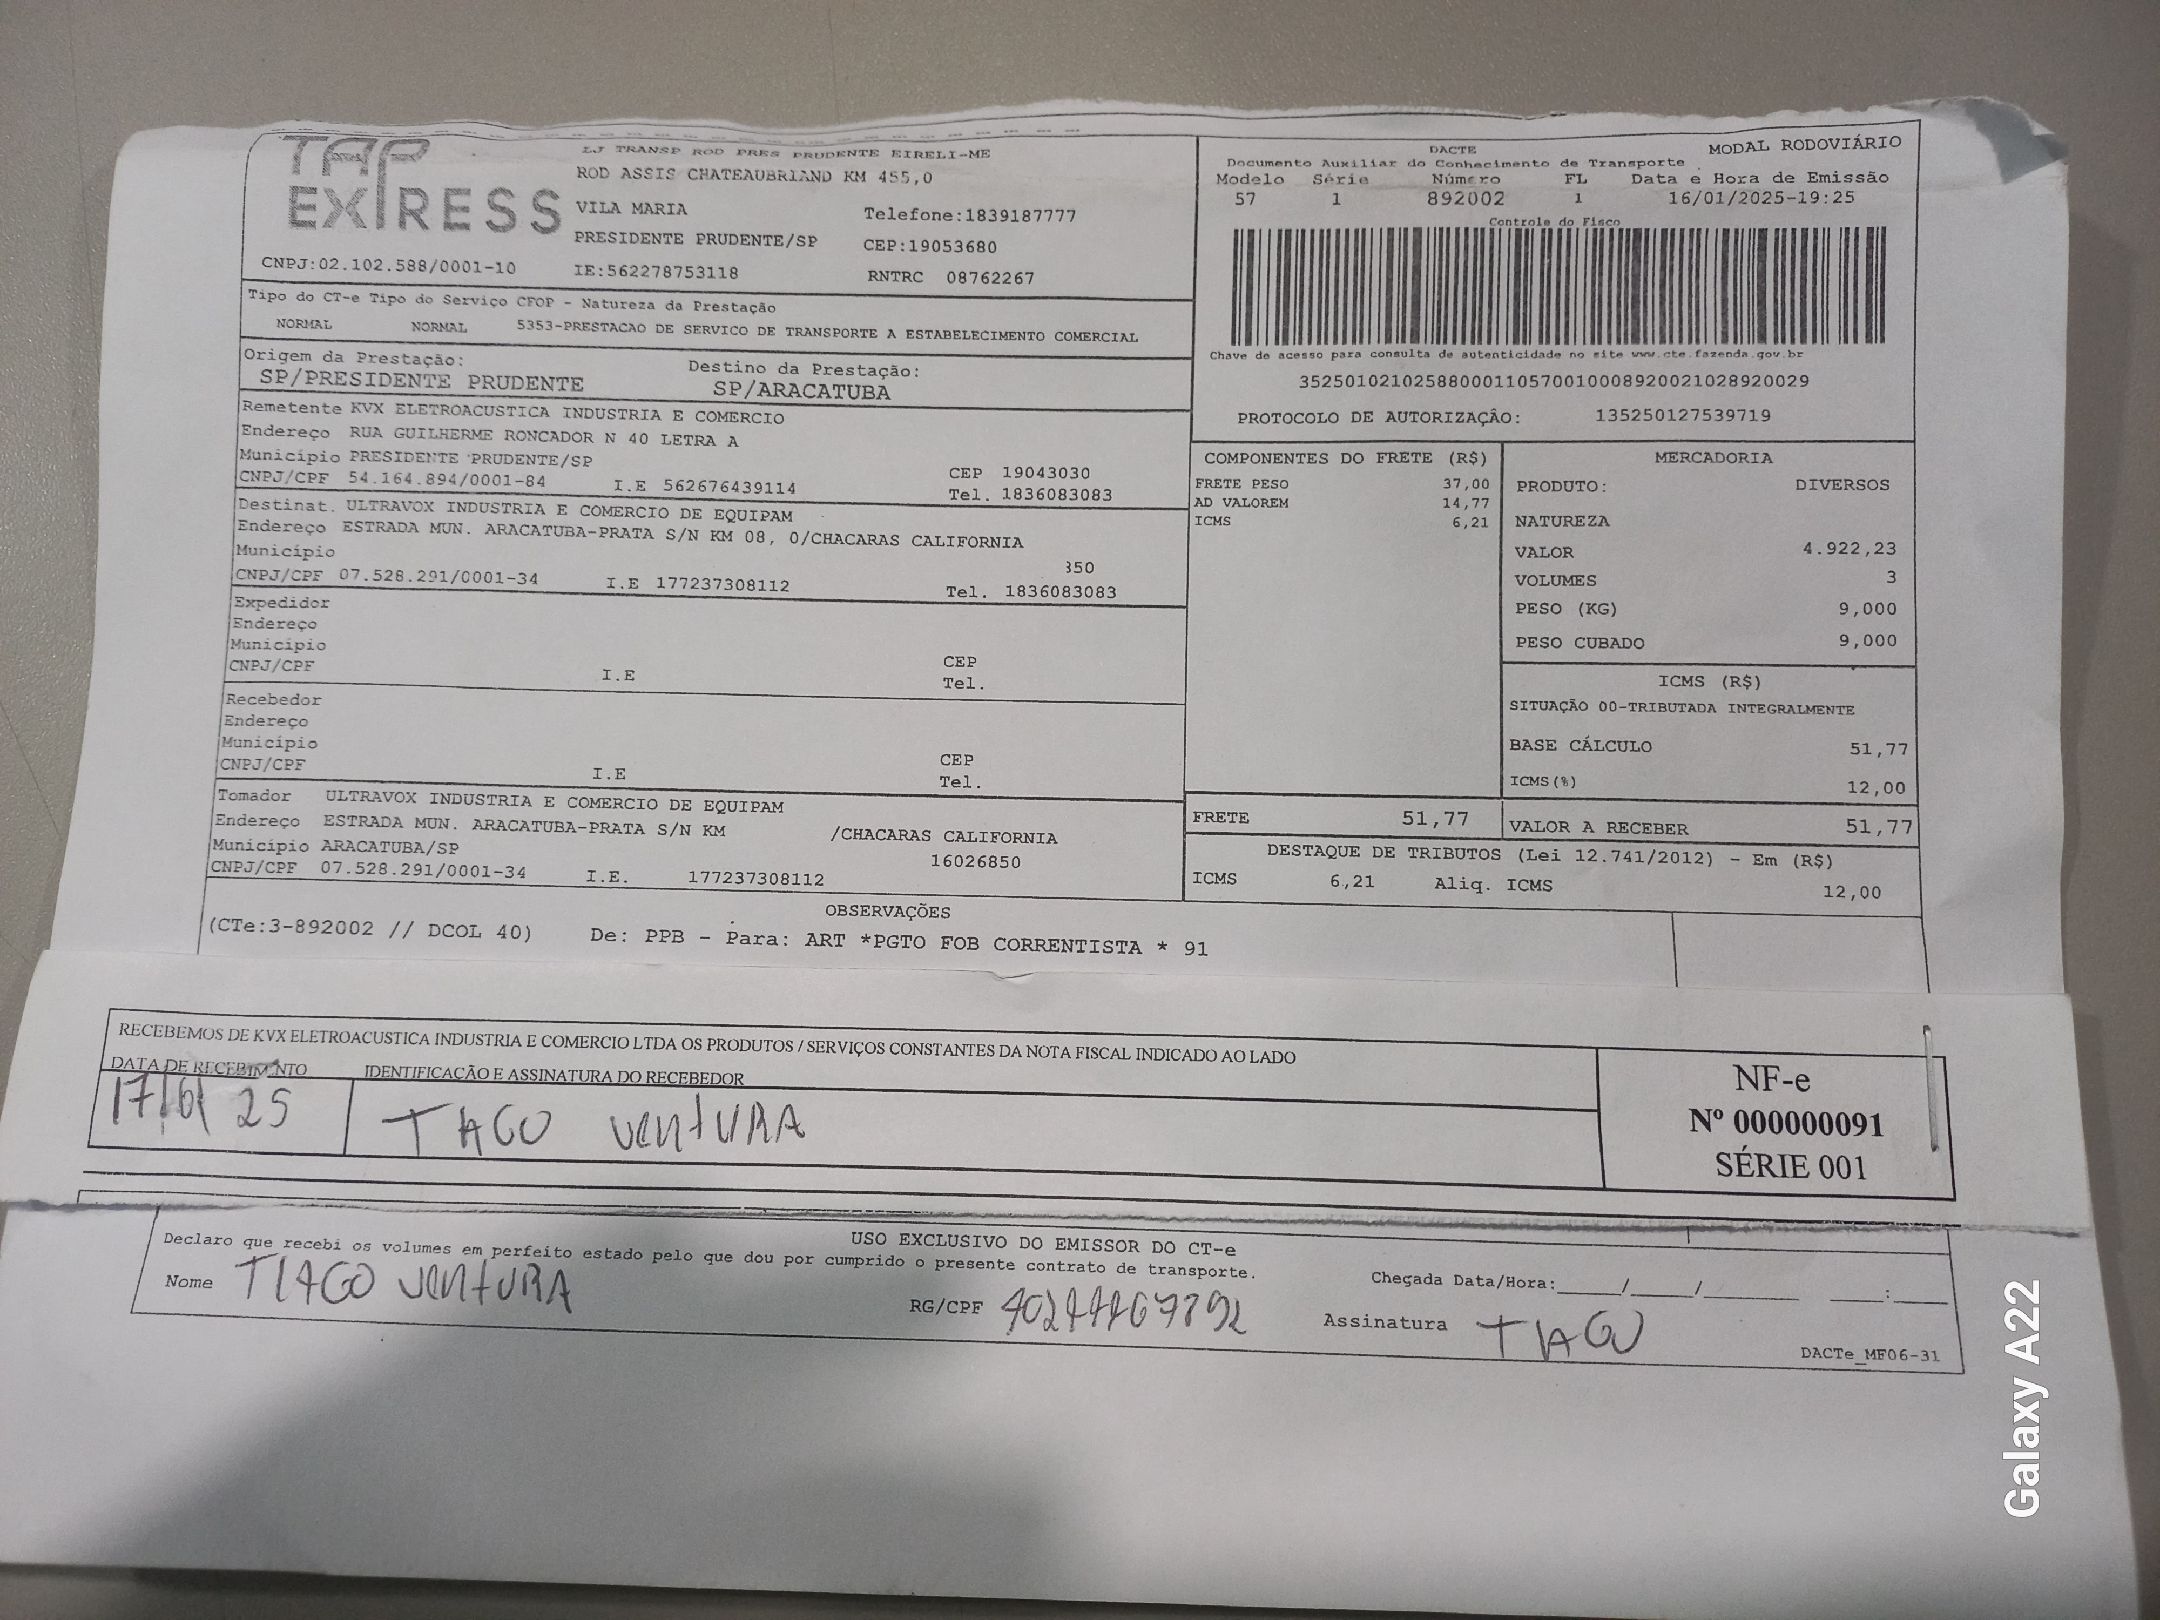 TAP
EXPRESS
LJ TRANSP ROD PRES PRUDENTE EIRELI-ME
ROD ASSIS CHATEAUBRIAND KM 455,0
VILA MARIA Telefone:1839187777
PRESIDENTE PRUDENTE/SP CEP:19053680
CNPJ:02.102.588/0001-10 IE:562278753118 RNTRC 08762267
DACTE MODAL RODOVIÁRIO
Documento Auxiliar do Conhecimento de Transporte
Modelo Série Número FL Data e Hora de Emissão
57 1 892002 1 16/01/2025-19:25
Controle do Fisco
Chave de acesso para consulta de autenticidade no site www.cte.fazenda.gov.br
35250102102588000110570010008920021028920029
PROTOCOLO DE AUTORIZAÇÃO: 135250127539719
Tipo do CT-e Tipo do Serviço CFOP - Natureza da Prestação
NORMAL NORMAL 5353-PRESTACAO DE SERVICO DE TRANSPORTE A ESTABELECIMENTO COMERCIAL
Origem da Prestação: Destino da Prestação:
SP/PRESIDENTE PRUDENTE SP/ARACATUBA
Remetente KVX ELETROACUSTICA INDUSTRIA E COMERCIO
Endereço RUA GUILHERME RONCADOR N 40 LETRA A
Município PRESIDENTE PRUDENTE/SP CEP 19043030
CNPJ/CPF 54.164.894/0001-84 I.E 562676439114 Tel. 1836083083
Destinat. ULTRAVOX INDUSTRIA E COMERCIO DE EQUIPAM
Endereço ESTRADA MUN. ARACATUBA-PRATA S/N KM 08, 0/CHACARAS CALIFORNIA
Município 350
CNPJ/CPF 07.528.291/0001-34 I.E 177237308112 Tel. 1836083083
Expedidor
Endereço
Município CEP
CNPJ/CPF I.E Tel.
Recebedor
Endereço
Município CEP
CNPJ/CPF I.E Tel.
Tomador ULTRAVOX INDUSTRIA E COMERCIO DE EQUIPAM
Endereço ESTRADA MUN. ARACATUBA-PRATA S/N KM /CHACARAS CALIFORNIA
Município ARACATUBA/SP 16026850
CNPJ/CPF 07.528.291/0001-34 I.E. 177237308112
COMPONENTES DO FRETE (R$)
FRETE PESO 37,00
AD VALOREM 14,77
ICMS 6,21
MERCADORIA
PRODUTO: DIVERSOS
NATUREZA
VALOR 4.922,23
VOLUMES 3
PESO (KG) 9,000
PESO CUBADO 9,000
ICMS (R$)
SITUAÇÃO 00-TRIBUTADA INTEGRALMENTE
BASE CÁLCULO 51,77
ICMS(%) 12,00
FRETE 51,77 VALOR A RECEBER 51,77
DESTAQUE DE TRIBUTOS (Lei 12.741/2012) - Em (R$)
ICMS 6,21 Aliq. ICMS 12,00
OBSERVAÇÕES
(CTe:3-892002 // DCOL 40) De: PPB - Para: ART *PGTO FOB CORRENTISTA * 91
RECEBEMOS DE KVX ELETROACUSTICA INDUSTRIA E COMERCIO LTDA OS PRODUTOS / SERVIÇOS CONSTANTES DA NOTA FISCAL INDICADO AO LADO
DATA DE RECEBIMENTO IDENTIFICAÇÃO E ASSINATURA DO RECEBEDOR
25 TIAGO VENTURA
NF-e
Nº 000000091
SÉRIE 001
USO EXCLUSIVO DO EMISSOR DO CT-e
Declaro que recebi os volumes em perfeito estado pelo que dou por cumprido o presente contrato de transporte.
Nome TIAGO VENTURA RG/CPF
Chegada Data/Hora:____/____/______ ___:____
Assinatura TIAGO
DACTe_MF06-31
Galaxy A22